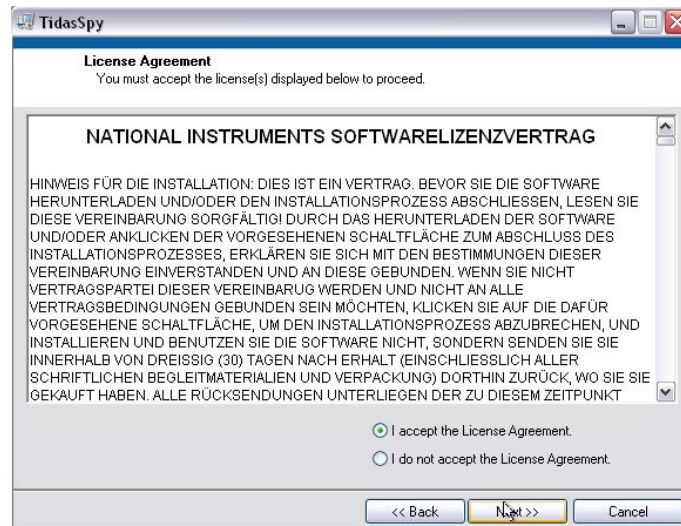 TidasSpy
License Agreement
You must accept the license(s) displayed below to proceed.
NATIONAL INSTRUMENTS SOFTWARELIZENZVERTRAG
HINWEIS FÜR DIE INSTALLATION: DIES IST EIN VERTRAG. BEVOR SIE DIE SOFTWARE
HERUNTERLADEN UND/ODER DEN INSTALLATIONSPROZESS ABSCHLIESSEN, LESEN SIE
DIESE VEREINBARUNG SORGFÄLTIG! DURCH DAS HERUNTERLADEN DER SOFTWARE
UND/ODER ANKLICKEN DER VORGESEHENEN SCHALTFLÄCHE ZUM ABSCHLUSS DES
INSTALLATIONSPROZESSES, ERKLÄREN SIE SICH MIT DEN BESTIMMUNGEN DIESER
VEREINBARUNG EINVERSTANDEN UND AN DIESE GEBUNDEN. WENN SIE NICHT
VERTRAGSPARTEI DIESER VEREINBARUG WERDEN UND NICHT AN ALLE
VERTRAGSBEDINGUNGEN GEBUNDEN SEIN MÖCHTEN, KLICKEN SIE AUF DIE DAFÜR
VORGESEHENE SCHALTFLÄCHE, UM DEN INSTALLATIONSPROZESS ABZUBRECHEN, UND
INSTALLIEREN UND BENUTZEN SIE DIE SOFTWARE NICHT, SONDERN SENDEN SIE SIE
INNERHALB VON DREISSIG (30) TAGEN NACH ERHALT (EINSCHLIESSLICH ALLER
SCHRIFTLICHEN BEGLEITMATERIALIEN UND VERPACKUNG) DORTHIN ZURÜCK, WO SIE SIE
GEKAUFT HABEN. ALLE RÜCKSENDUNGEN UNTERLIEGEN DER ZU DIESEM ZEITPUNKT
I accept the License Agreement.
I do not accept the License Agreement.
<< Back
Next >>
Cancel